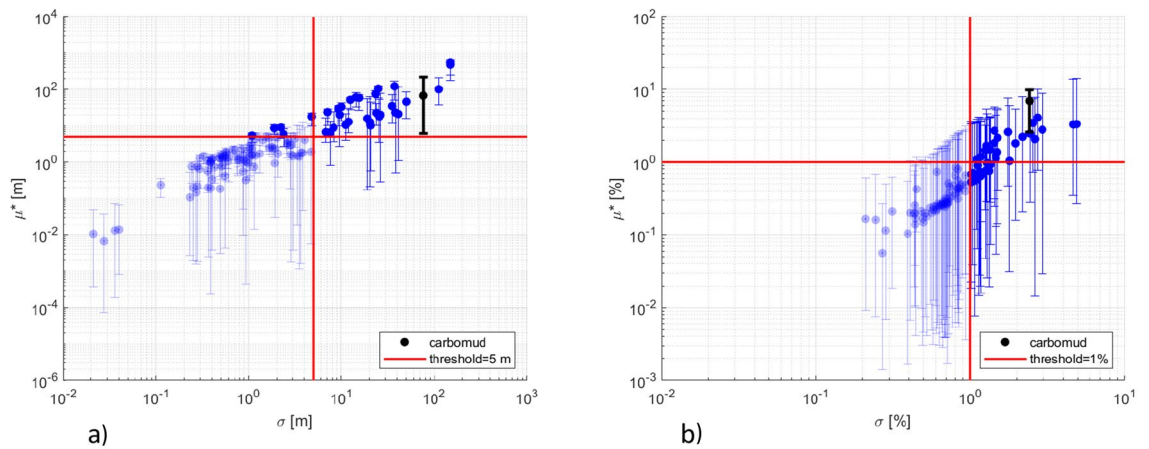 10^4
10^2
10^0
10^-2
10^-4
10^-6
μ* [m]
10^-2
10^-1
10^0
10^1
10^2
10^3
σ [m]
carbomud
threshold=5 m
a)
10^2
10^1
10^0
10^-1
10^-2
10^-3
μ* [%]
10^-2
10^-1
10^0
10^1
σ [%]
carbomud
threshold=1%
b)